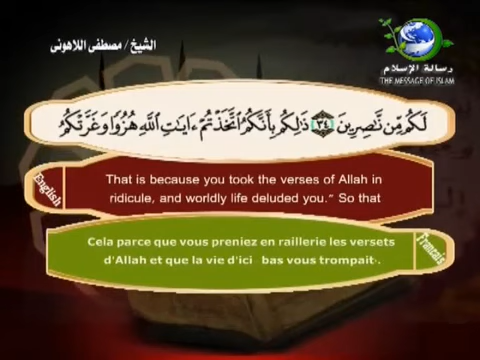 الشيخ / مصطفى اللاهونى
رسالة الإسلام
THE MESSAGE OF ISLAM
لَكُم مِّن نَّـٰصِرِينَ ٣٤ ذَٰلِكُم بِأَنَّكُمُ ٱتَّخَذْتُمْ ءَايَـٰتِ ٱللَّهِ هُزُوًا وَغَرَّتْكُمُ
English
That is because you took the verses of Allah in
ridicule, and worldly life deluded you." So that
Cela parce que vous preniez en raillerie les versets
d'Allah et que la vie d'ici bas vous trompait›.
Francais